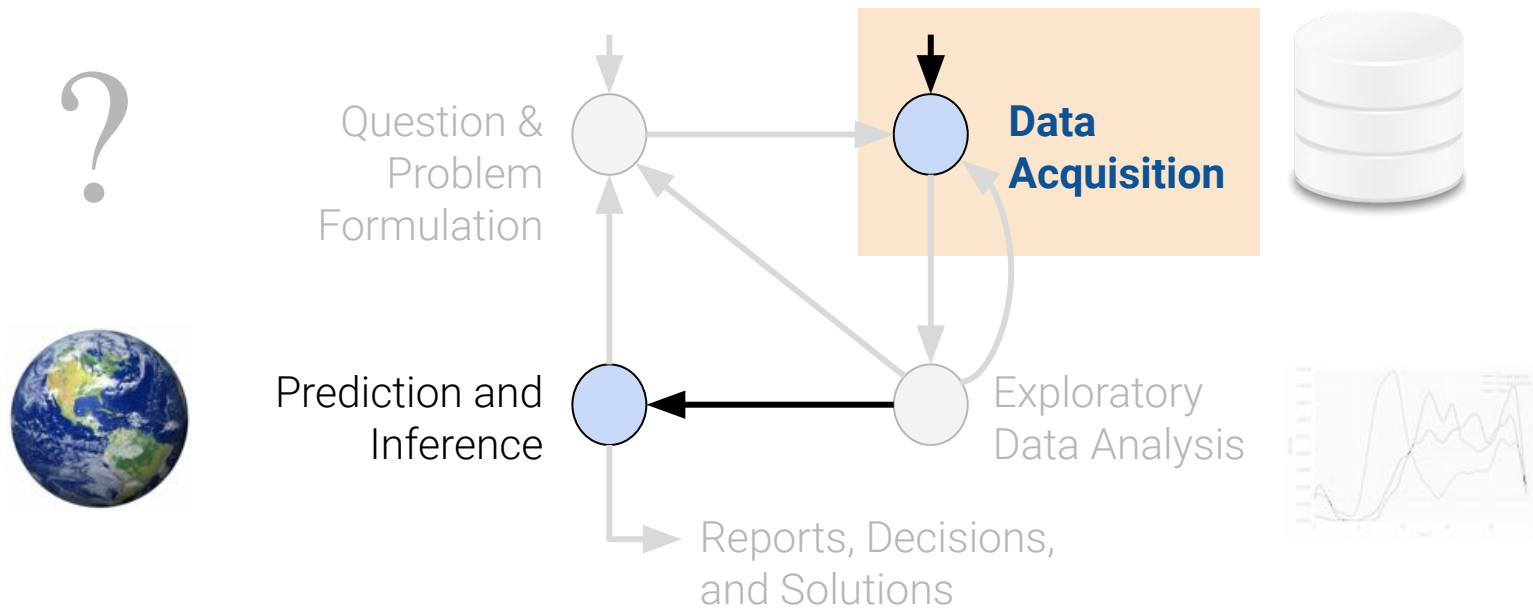 ?
Question &
Problem
Formulation
Data
Acquisition
Prediction and
Inference
Exploratory
Data Analysis
Reports, Decisions,
and Solutions